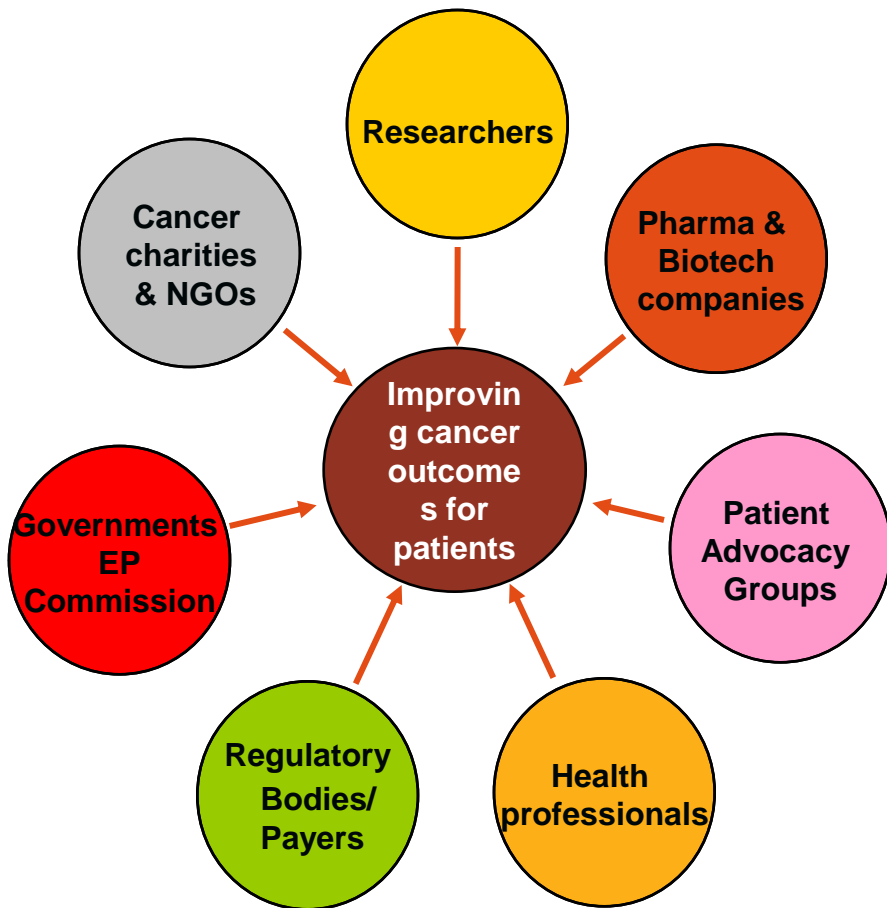 Researchers
Cancer
charities
& NGOs
Pharma &
Biotech
companies
Improvin
g cancer
outcome
s for
patients
Governments
EP
Commission
Patient
Advocacy
Groups
Regulatory
Bodies/
Payers
Health
professionals